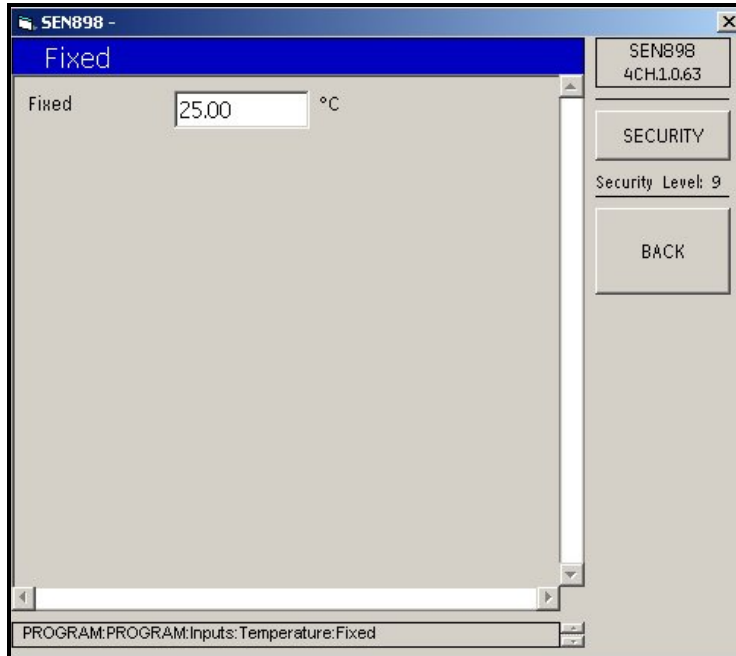 SEN898 -
Fixed
SEN898
4CH.1.0.63
Fixed 25.00 °C
SECURITY
Security Level: 9
BACK
PROGRAM:PROGRAM:Inputs:Temperature:Fixed